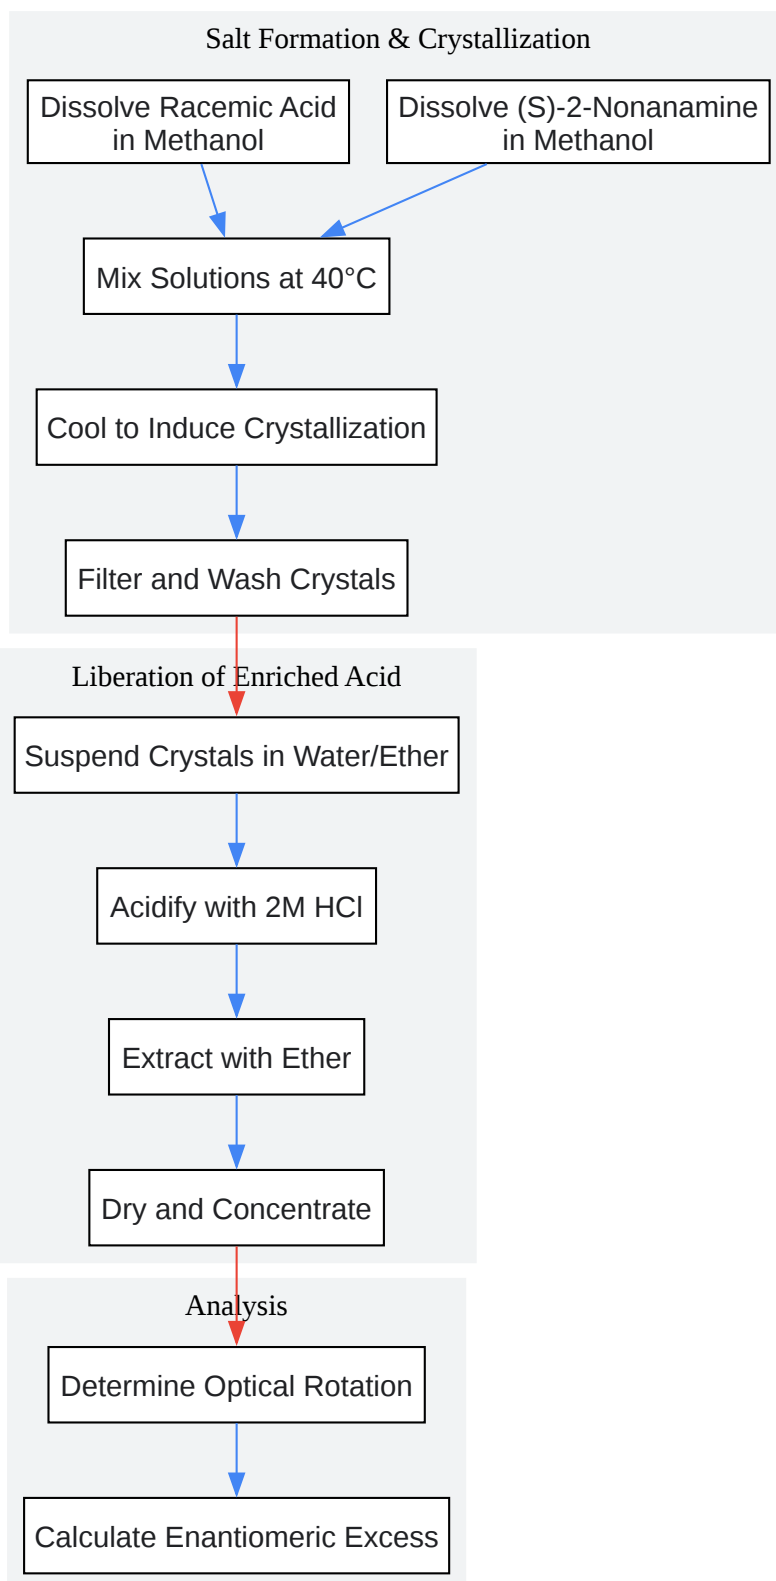 Salt Formation & Crystallization
Dissolve Racemic Acid
in Methanol
Dissolve (S)-2-Nonanamine
in Methanol
Mix Solutions at 40°C
Cool to Induce Crystallization
Filter and Wash Crystals
Liberation of Enriched Acid
Suspend Crystals in Water/Ether
Acidify with 2M HCl
Extract with Ether
Dry and Concentrate
Analysis
Determine Optical Rotation
Calculate Enantiomeric Excess